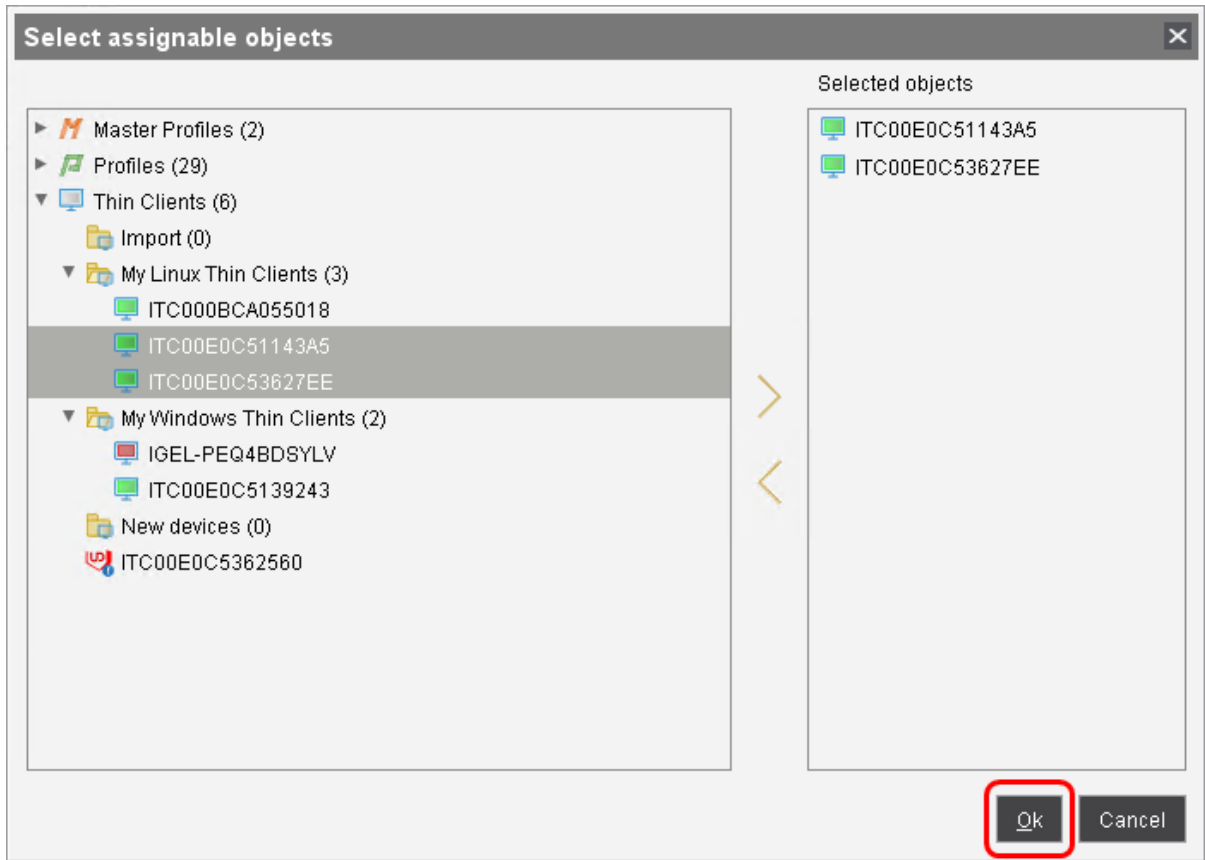 Select assignable objects
Selected objects
Master Profiles (2)
Profiles (29)
Thin Clients (6)
Import (0)
My Linux Thin Clients (3)
ITC000BCA055018
ITC00E0C51143A5
ITC00E0C53627EE
My Windows Thin Clients (2)
IGEL-PEQ4BDSYLV
ITC00E0C5139243
New devices (0)
UD
ITC00E0C5362560
ITC00E0C51143A5
ITC00E0C53627EE
Ok
Cancel